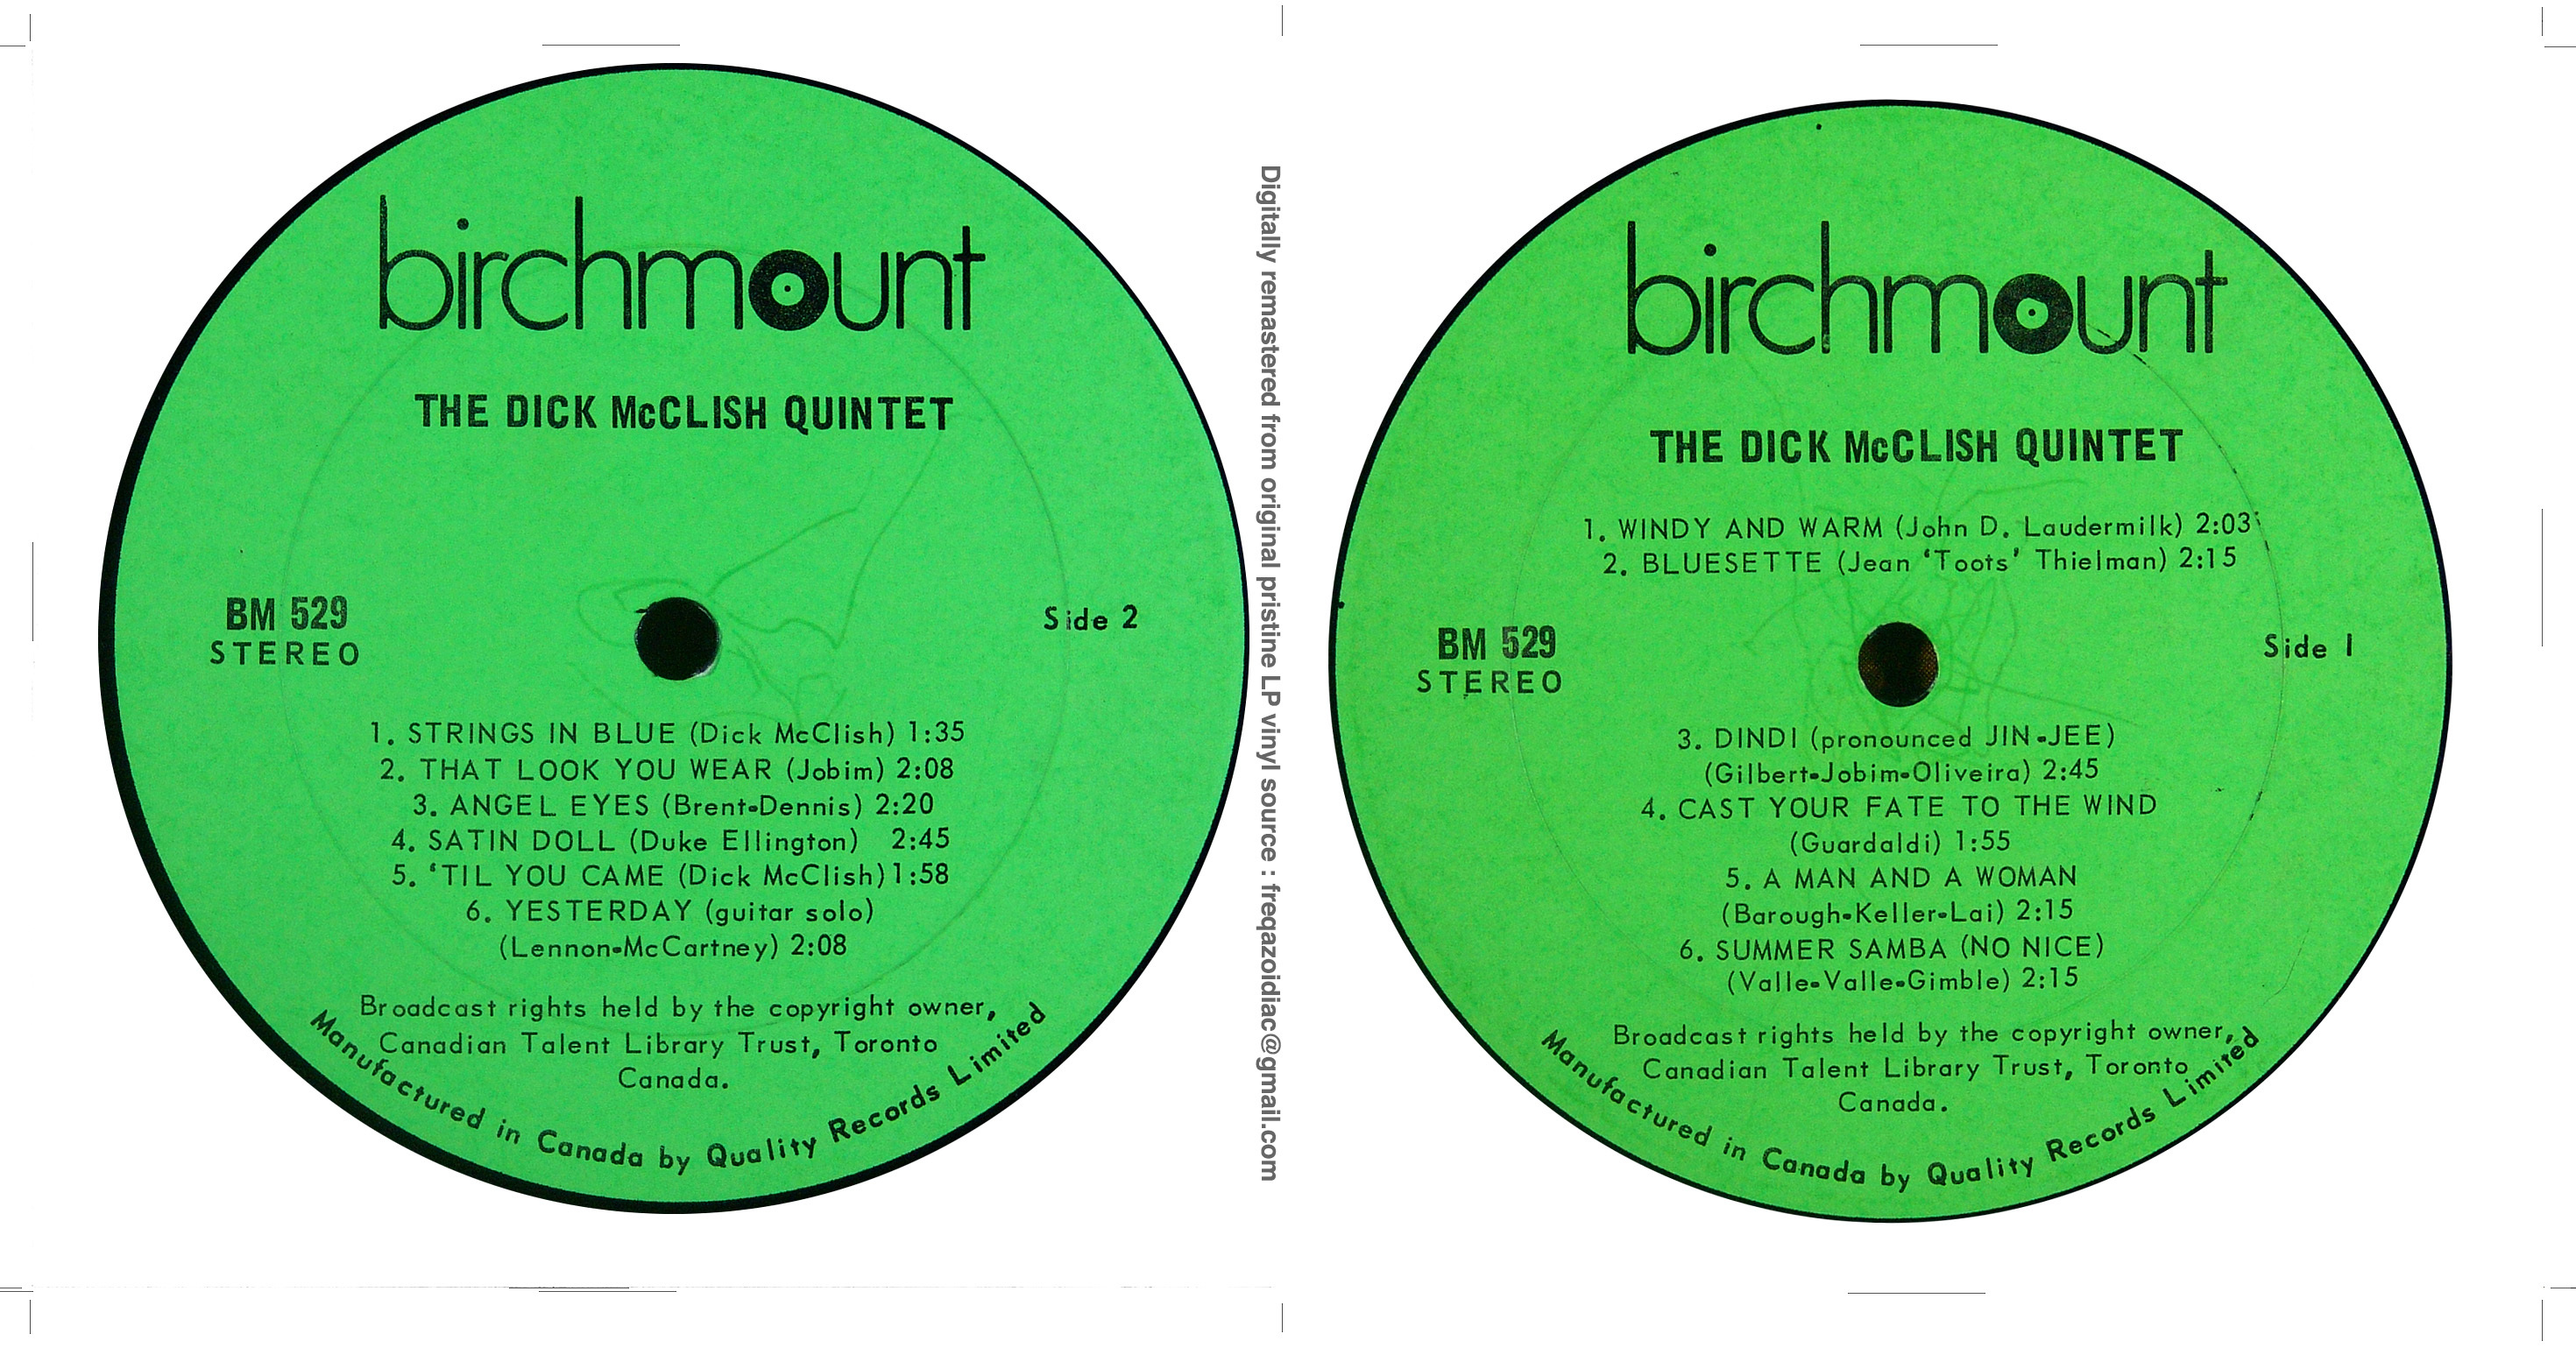 birchmount
THE DICK McCLISH QUINTET
BM 529
STEREO
Side 2
1. STRINGS IN BLUE (Dick McClish) 1:35
2. THAT LOOK YOU WEAR (Jobim) 2:08
3. ANGEL EYES (Brent-Dennis) 2:20
4. SATIN DOLL (Duke Ellington) 2:45
5. ‘TIL YOU CAME (Dick McClish) 1:58
6. YESTERDAY (guitar solo)
(Lennon-McCartney) 2:08
Broadcast rights held by the copyright owner,
Canadian Talent Library Trust, Toronto
Canada.
Manufactured in Canada by Quality Records Limited
Digitally remastered from original pristine LP vinyl source : freqazoidiac@gmail.com
birchmount
THE DICK McCLISH QUINTET
1. WINDY AND WARM (John D. Laudermilk) 2:03
2. BLUESETTE (Jean ‘Toots’ Thielman) 2:15
BM 529
STEREO
Side 1
3. DINDI (pronounced JIN-JEE)
(Gilbert-Jobim-Oliveira) 2:45
4. CAST YOUR FATE TO THE WIND
(Guardaldi) 1:55
5. A MAN AND A WOMAN
(Barough-Keller-Lai) 2:15
6. SUMMER SAMBA (NO NICE)
(Valle-Valle-Gimble) 2:15
Broadcast rights held by the copyright owner,
Canadian Talent Library Trust, Toronto
Canada.
Manufactured in Canada by Quality Records Limited